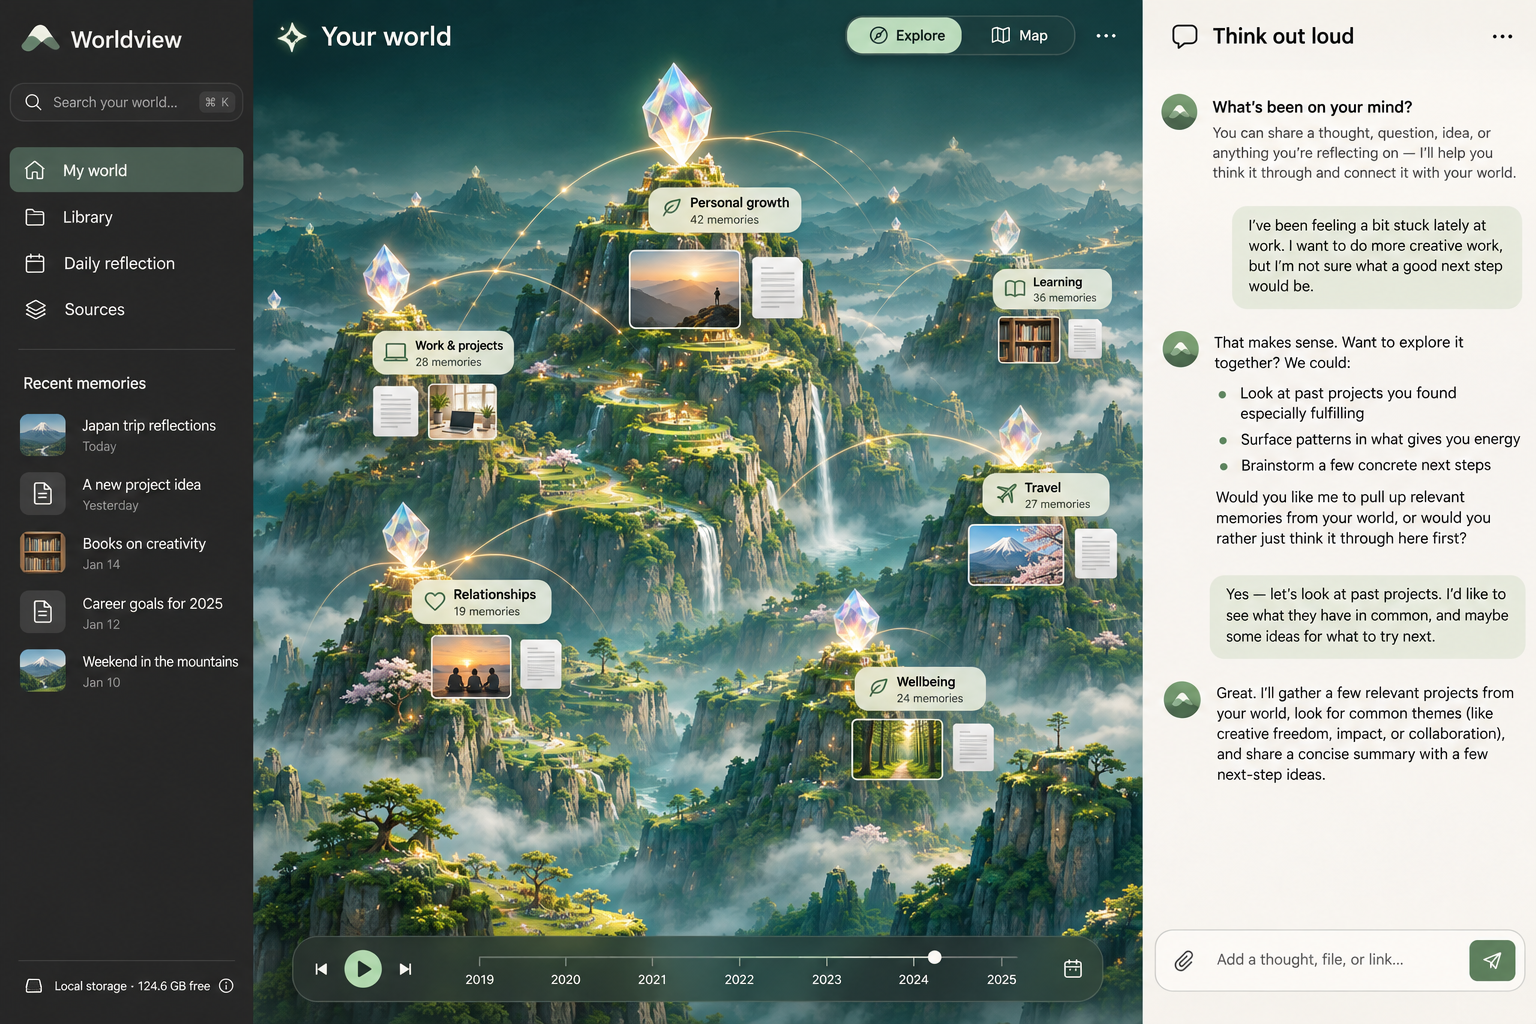 Worldview
Search your world...
⌘ K
My world
Library
Daily reflection
Sources
Recent memories
Japan trip reflections
Today
A new project idea
Yesterday
Books on creativity
Jan 14
Career goals for 2025
Jan 12
Weekend in the mountains
Jan 10
Local storage · 124.6 GB free
Your world
Explore
Map
Personal growth
42 memories
Learning
36 memories
Work & projects
28 memories
Travel
27 memories
Relationships
19 memories
Wellbeing
24 memories
2019
2020
2021
2022
2023
2024
2025
Think out loud
What's been on your mind?
You can share a thought, question, idea, or
anything you're reflecting on — I'll help you
think it through and connect it with your world.
I've been feeling a bit stuck lately at
work. I want to do more creative work,
but I'm not sure what a good next step
would be.
That makes sense. Want to explore it
together? We could:
• Look at past projects you found
especially fulfilling
• Surface patterns in what gives you energy
• Brainstorm a few concrete next steps
Would you like me to pull up relevant
memories from your world, or would you
rather just think it through here first?
Yes — let's look at past projects. I'd like to
see what they have in common, and maybe
some ideas for what to try next.
Great. I'll gather a few relevant projects from
your world, look for common themes (like
creative freedom, impact, or collaboration),
and share a concise summary with a few
next-step ideas.
Add a thought, file, or link...